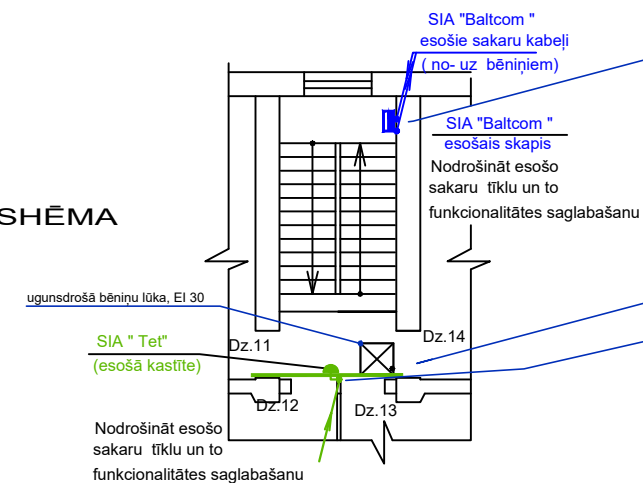 SIA "Baltcom "
esošie sakaru kabeļi
( no- uz bēniņiem)
SIA "Baltcom "
esošais skapis
Nodrošināt esošo
sakaru tīklu un to
funkcionalitātes saglabašanu
SHĒMA
ugunsdrošā bēniņu lūka, EI 30
SIA " Tet"
(esošā kastīte)
Dz.11
Dz.14
Dz.12
Dz.13
Nodrošināt esošo
sakaru tīklu un to
funkcionalitātes saglabašanu